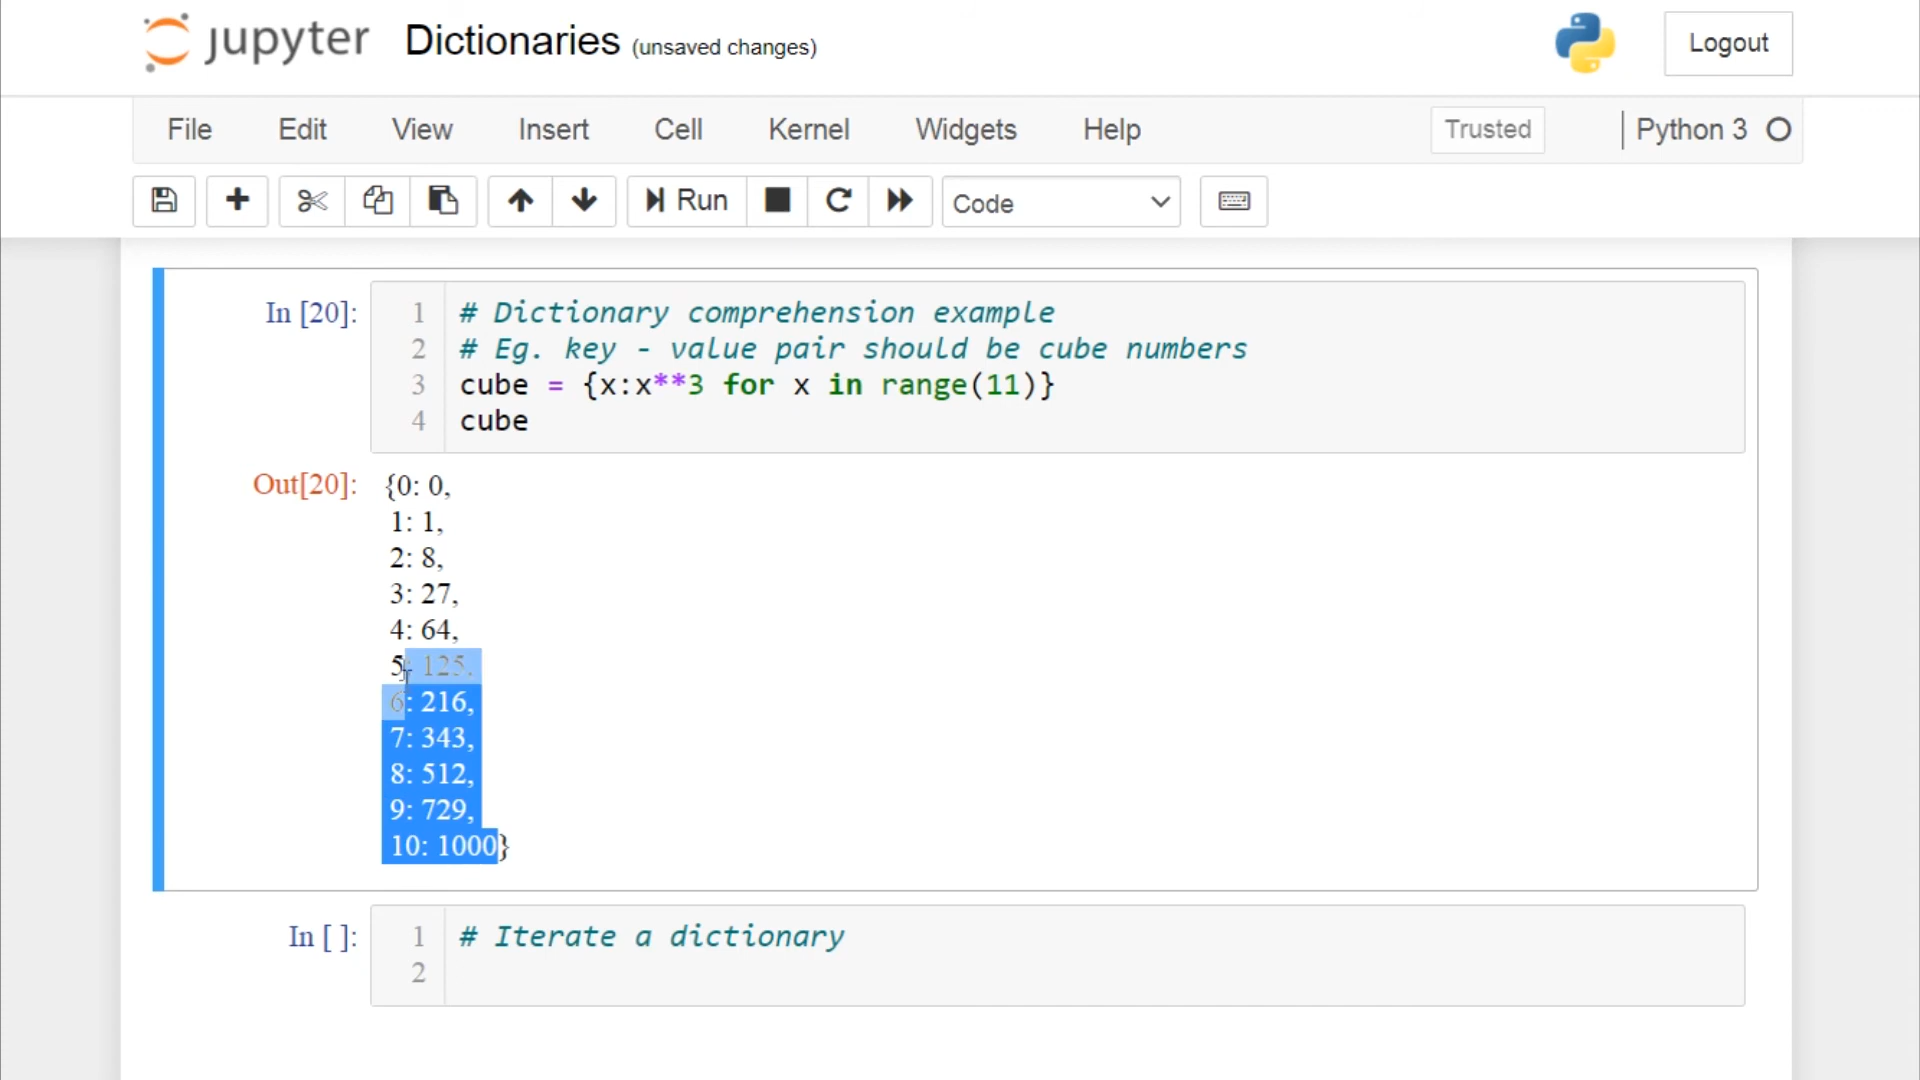 jupyter Dictionaries (unsaved changes) Logout
File Edit View Insert Cell Kernel Widgets Help Trusted Python 3
Run Code
In [20]: 1 # Dictionary comprehension example
2 # Eg. key - value pair should be cube numbers
3 cube = {x:x**3 for x in range(11)}
4 cube
Out[20]: {0: 0,
1: 1,
2: 8,
3: 27,
4: 64,
5: 125,
6: 216,
7: 343,
8: 512,
9: 729,
10: 1000}
In [ ]: 1 # Iterate a dictionary
2